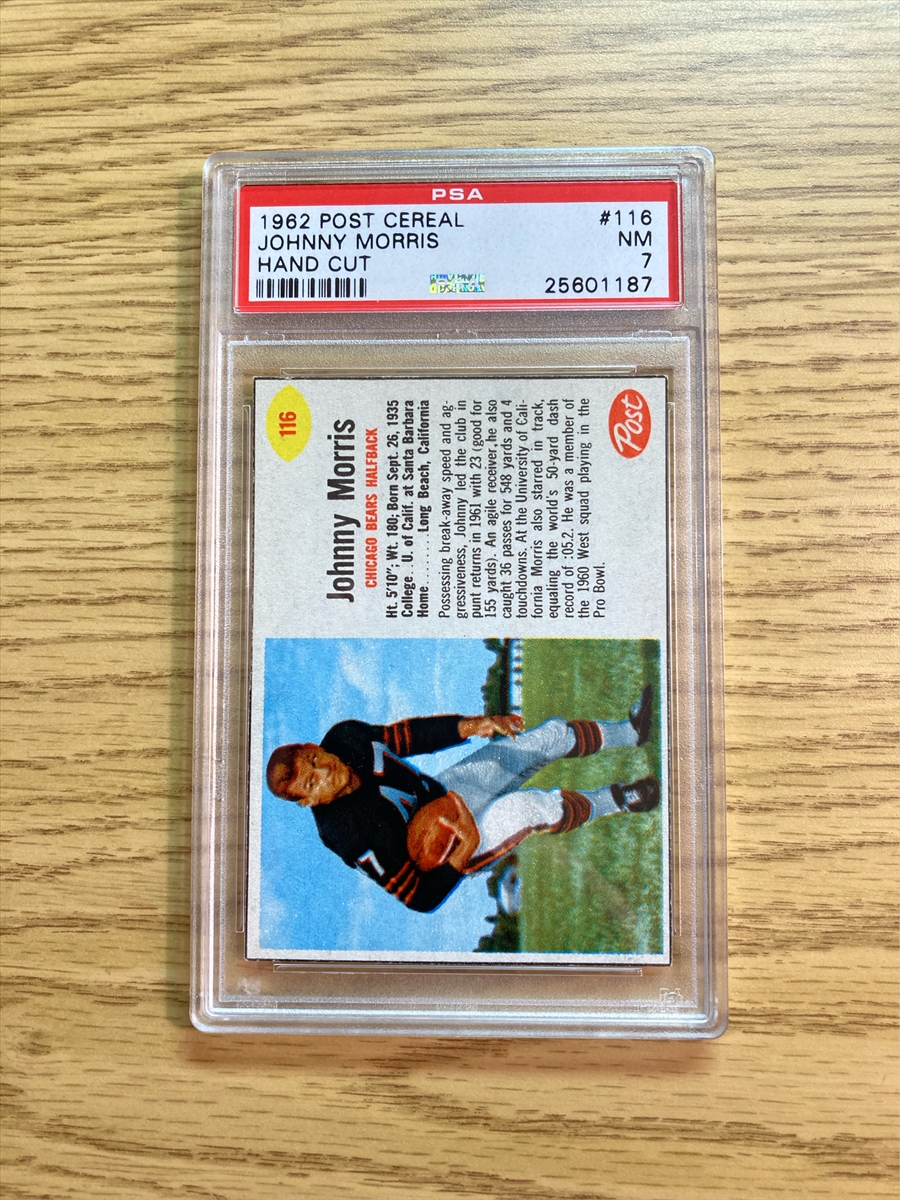 PSA
1962 POST CEREAL #116
JOHNNY MORRIS NM
HAND CUT 7
25601187
116
Johnny Morris
CHICAGO BEARS HALFBACK
Ht. 5'10"; Wt. 180; Born Sept. 26, 1935
College. . U. of Calif. at Santa Barbara
Home. . . . . . . . Long Beach, California
Possessing break-away speed and ag-
gressiveness, Johnny led the club in
punt returns in 1961 with 23 (good for
155 yards). An agile receiver, he also
caught 36 passes for 548 yards and 4
touchdowns. At the University of Cali-
fornia Morris also starred in track,
equaling the world's 50-yard dash
record of :05.2. He was a member of
the 1960 West squad playing in the
Pro Bowl.
Post